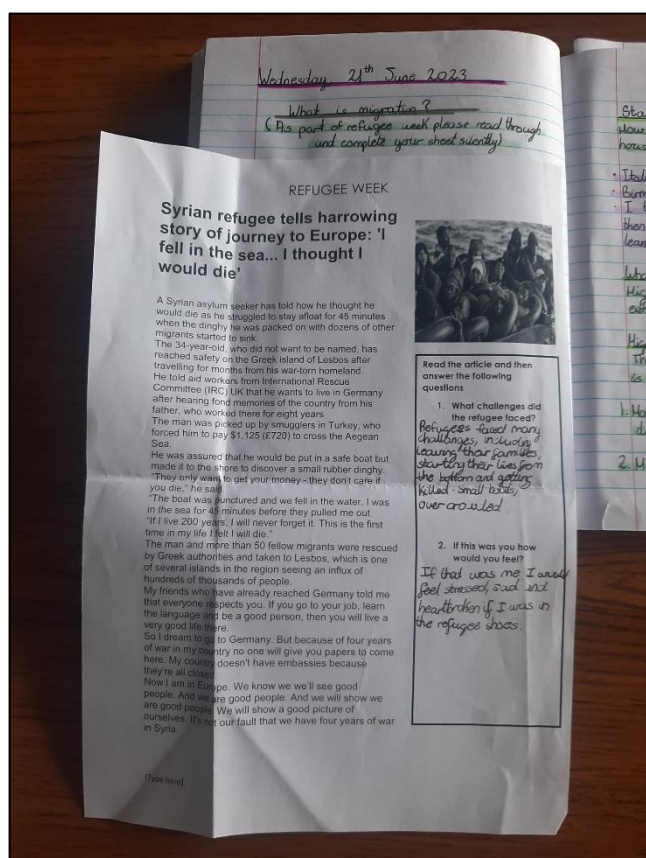 Wednesday, 21th June 2023
What is migration?
(As part of refugee week please read through
and complete your sheet silently)
REFUGEE WEEK
Syrian refugee tells harrowing
story of journey to Europe: 'I
fell in the sea... I thought I
would die'
A Syrian asylum seeker has told how he thought he
would die as he struggled to stay afloat for 45 minutes
when the dinghy he was packed on with dozens of other
migrants started to sink.
The 34-year-old, who did not want to be named, has
reached safety on the Greek island of Lesbos after
travelling for months from his war-torn homeland.
He told aid workers from International Rescue
Committee (IRC) UK that he wants to live in Germany
after hearing fond memories of the country from his
father, who worked there for eight years
The man was picked up by smugglers in Turkey, who
forced him to pay $1,125 (£720) to cross the Aegean
Sea.
He was assured that he would be put in a safe boat but
made it to the shore to discover a small rubber dinghy.
"They only want to get your money - they don't care if
you die," he said
"The boat was punctured and we fell in the water. I was
in the sea for 45 minutes before they pulled me out.
"If I live 200 years, I will never forget it. This is the first
time in my life I felt I will die."
The man and more than 50 fellow migrants were rescued
by Greek authorities and taken to Lesbos, which is one
of several islands in the region seeing an influx of
hundreds of thousands of people.
My friends who have already reached Germany told me
that everyone respects you. If you go to your job, learn
the language and be a good person, then you will live a
very good life there.
So I dream to go to Germany. But because of four years
of war in my country no one will give you papers to come
here. My country doesn't have embassies because
they're all closed
Now I am in Europe. We know we we'll see good
people. And we are good people. And we will show we
are good people. We will show a good picture of
ourselves. It's not our fault that we have four years of war
in Syria.
[Type here]
Read the article and then
answer the following
questions
1. What challenges did
the refugee faced?
Refugees faced many
challenges, including
leaving their families,
starting their lives from
the bottom and getting
killed. small boats,
overcrowded.
2. If this was you how
would you feel?
If that was me I would
feel stressed, sad and
heartbroken if I was in
the refugee shoes.
hous
then
lear
is
1.
2. M